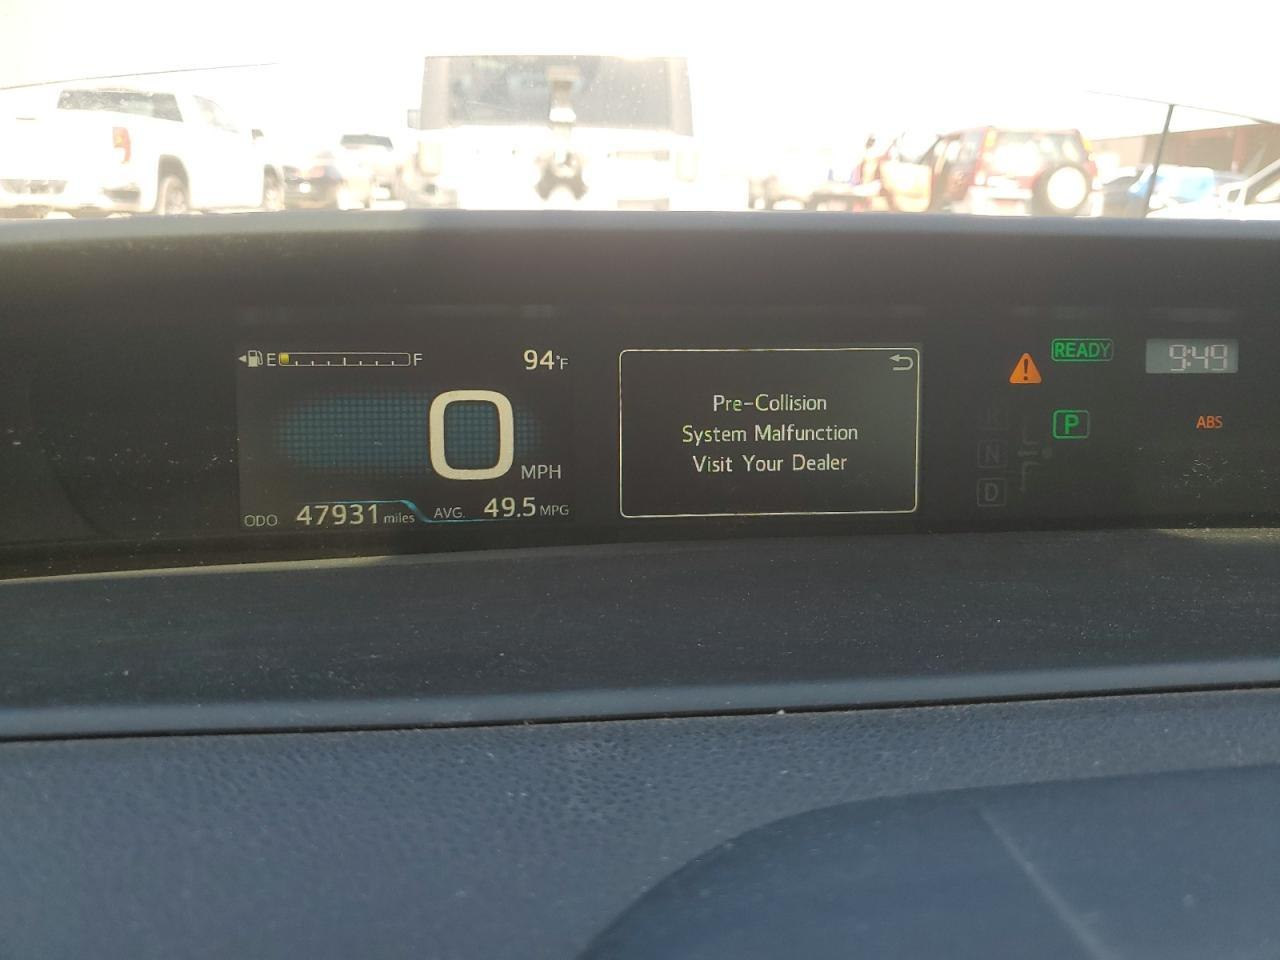 E F
94°F
0 MPH
ODO 47931 miles
AVG. 49.5 MPG
Pre-Collision
System Malfunction
Visit Your Dealer
!
READY
9:49
R
N
D
P
ABS